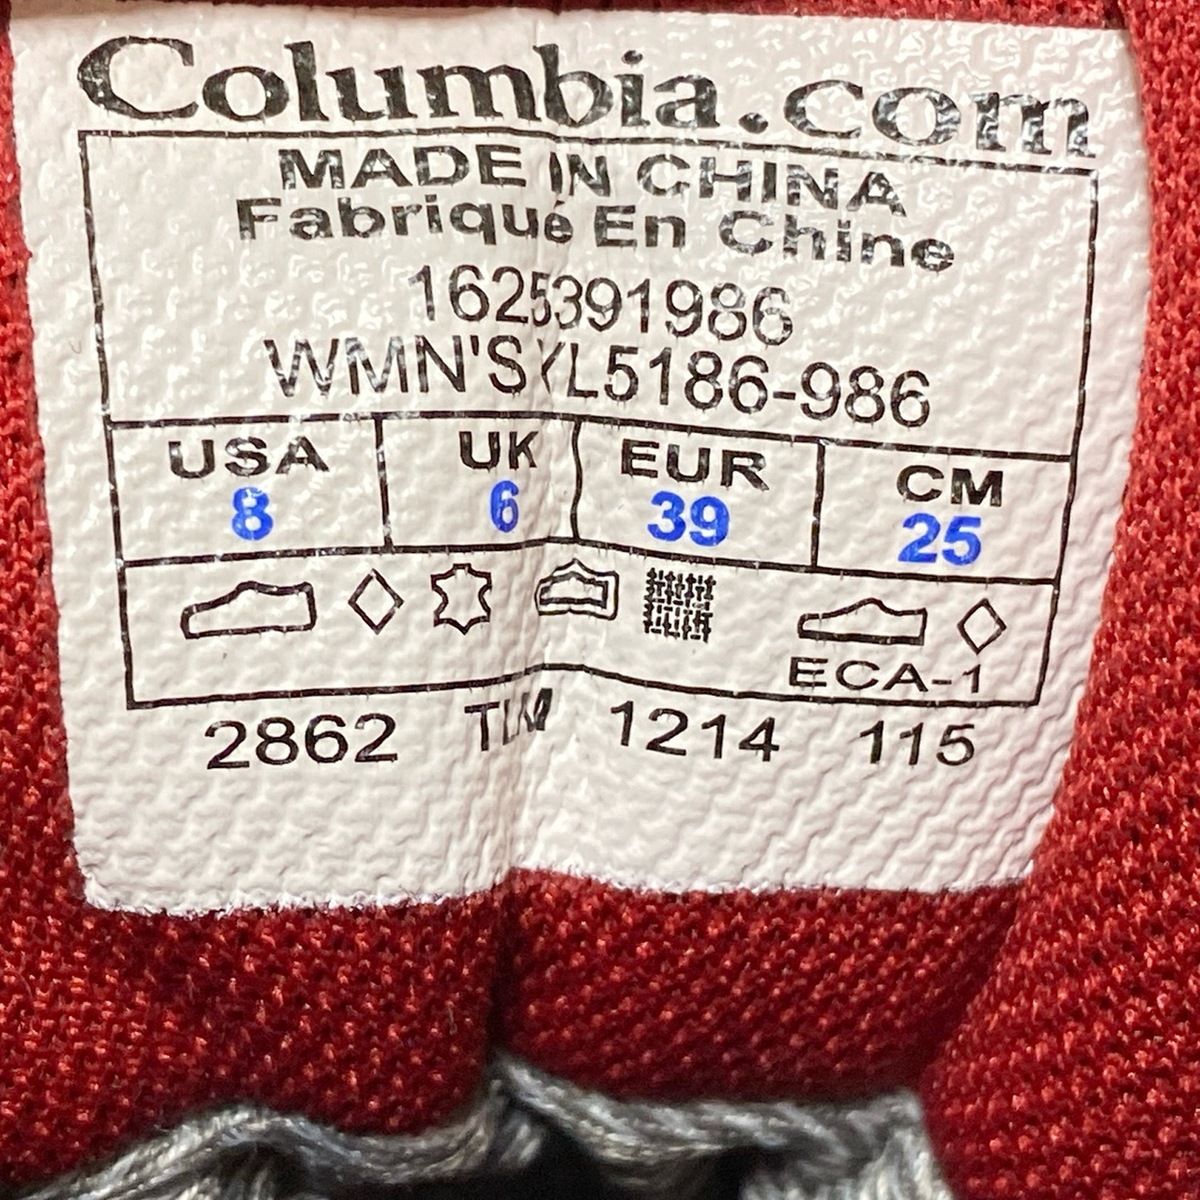 Columbia.com
MADE IN CHINA
Fabriqué En Chine
1625391986
WMN'S YL5186-986
USA UK EUR CM
8 6 39 25
ECA-1
2862 TLM 1214 115